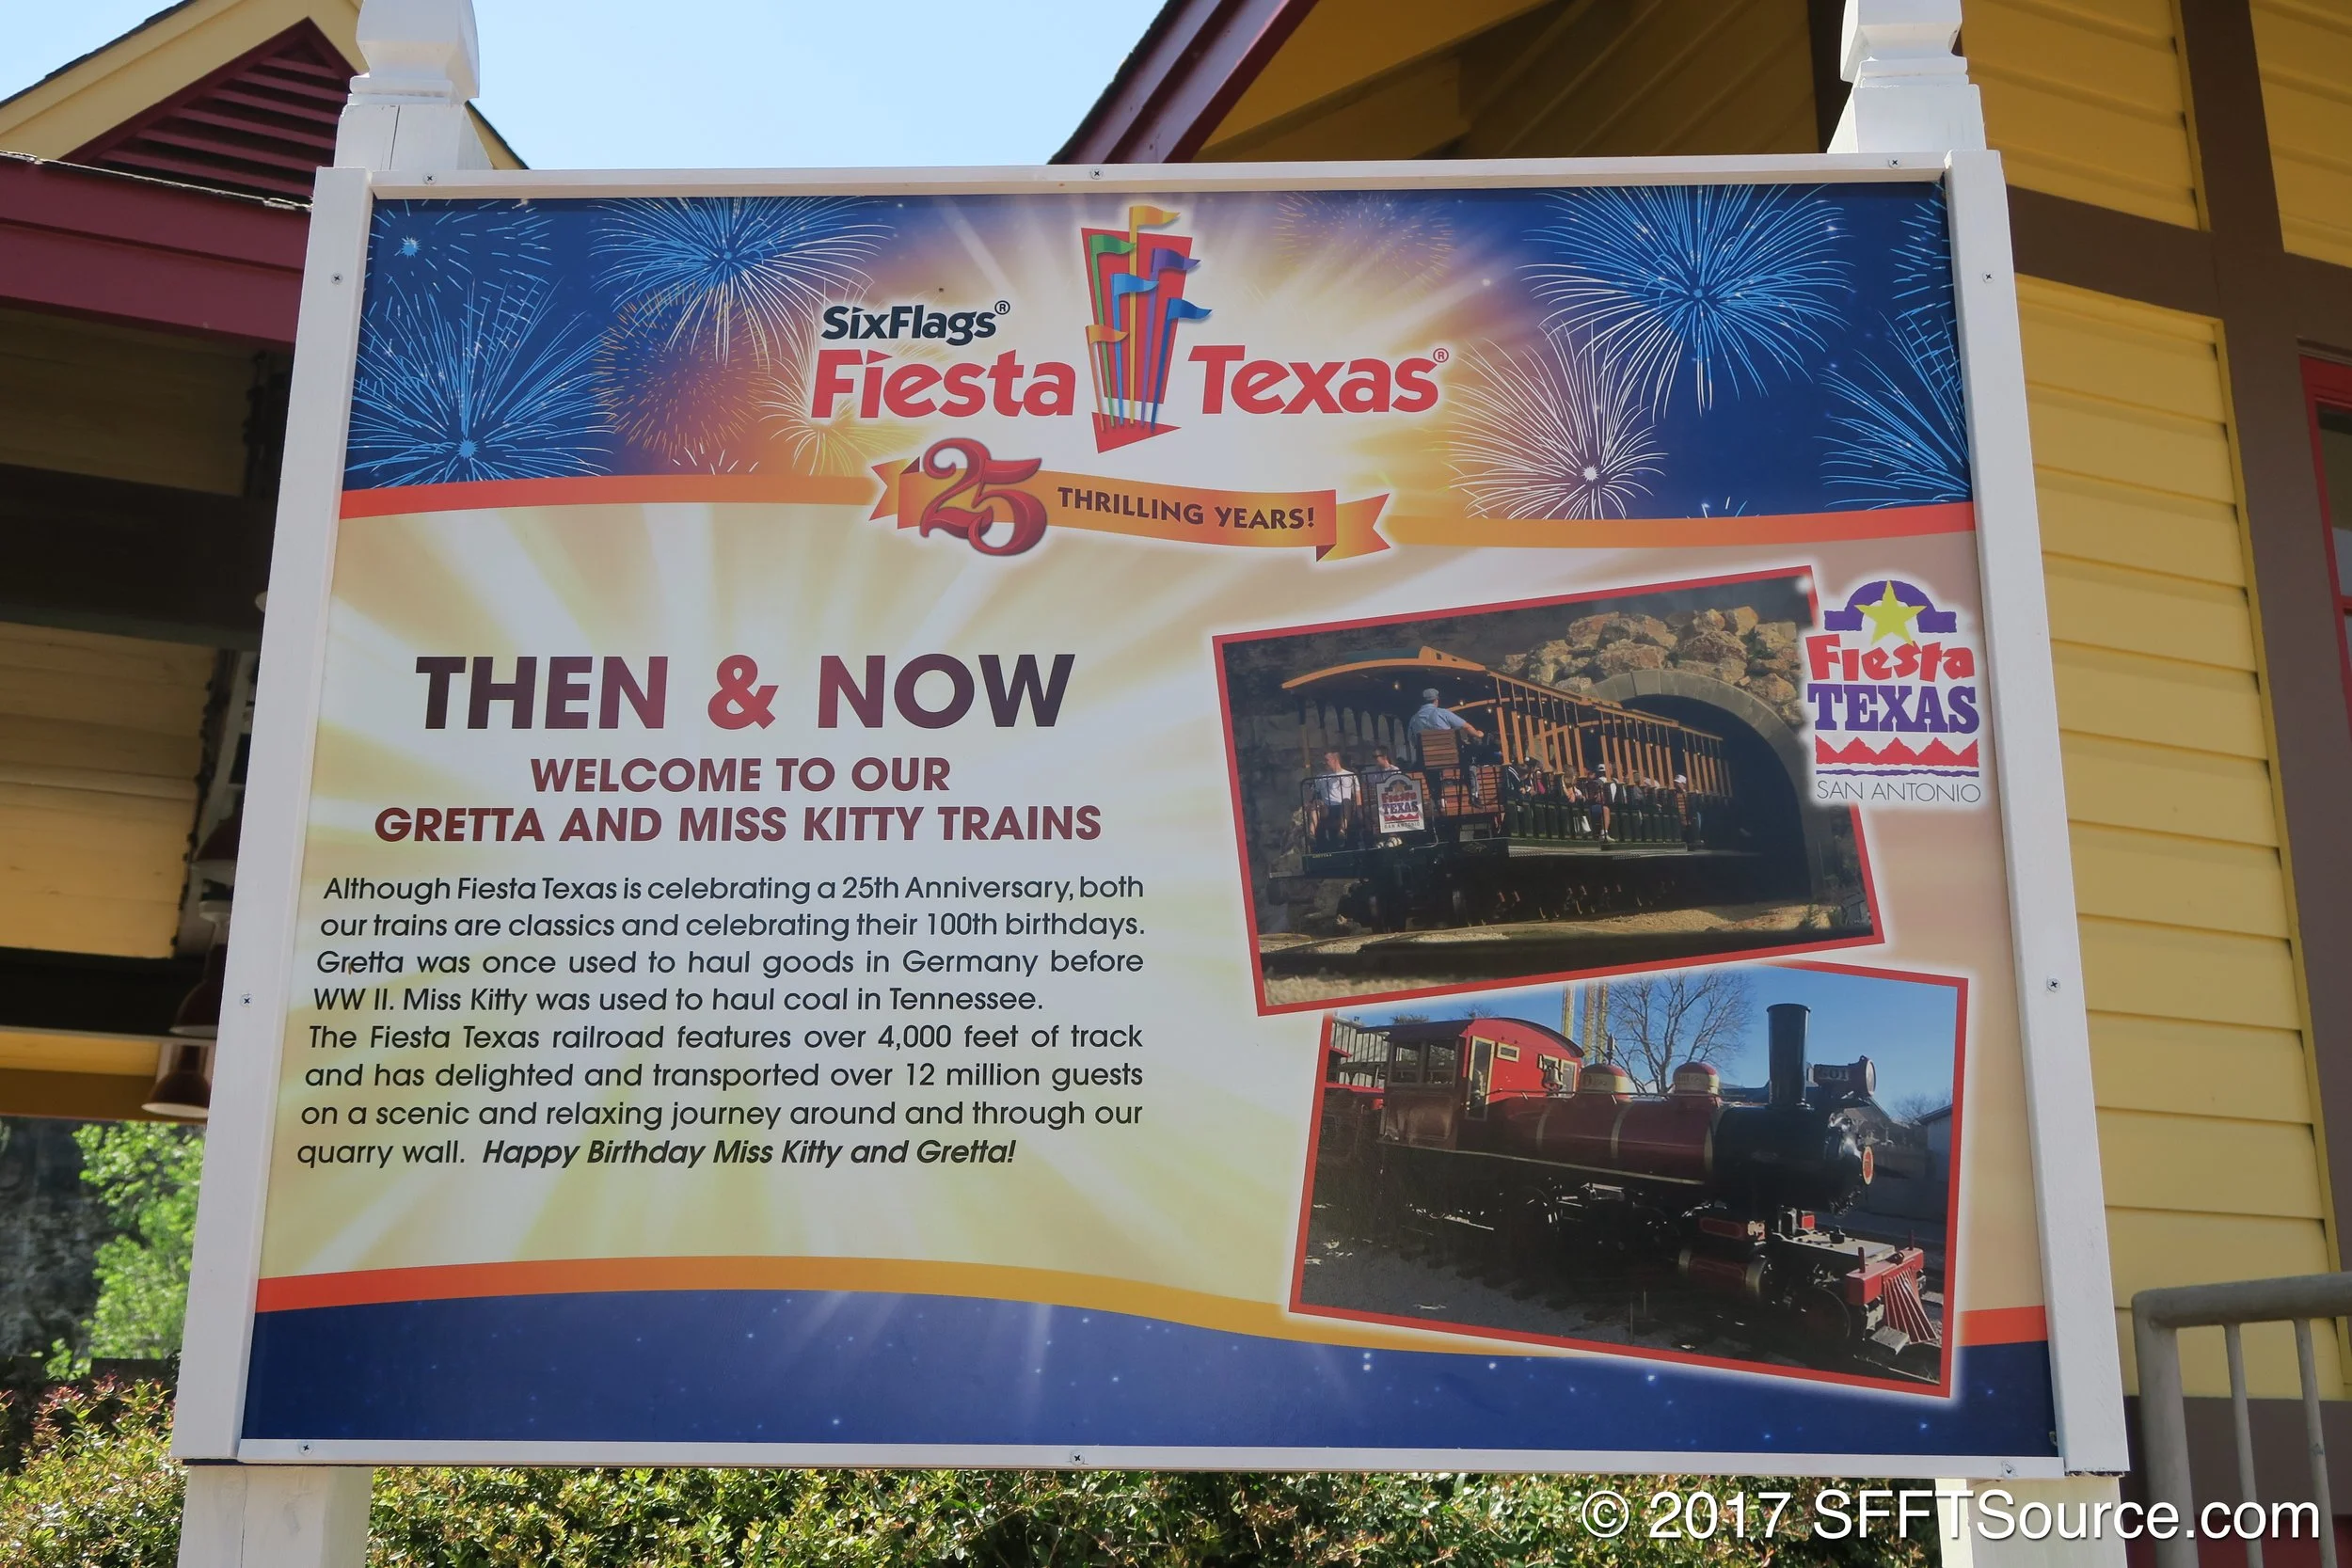 SixFlags®
Fiesta Texas®
25 THRILLING YEARS!
THEN & NOW
WELCOME TO OUR
GRETTA AND MISS KITTY TRAINS
Although Fiesta Texas is celebrating a 25th Anniversary, both
our trains are classics and celebrating their 100th birthdays.
Gretta was once used to haul goods in Germany before
WW II. Miss Kitty was used to haul coal in Tennessee.
The Fiesta Texas railroad features over 4,000 feet of track
and has delighted and transported over 12 million guests
on a scenic and relaxing journey around and through our
quarry wall. Happy Birthday Miss Kitty and Gretta!
Fiesta
TEXAS
SAN ANTONIO
Fiesta
TEXAS
SAN ANTONIO
© 2017 SFFTSource.com